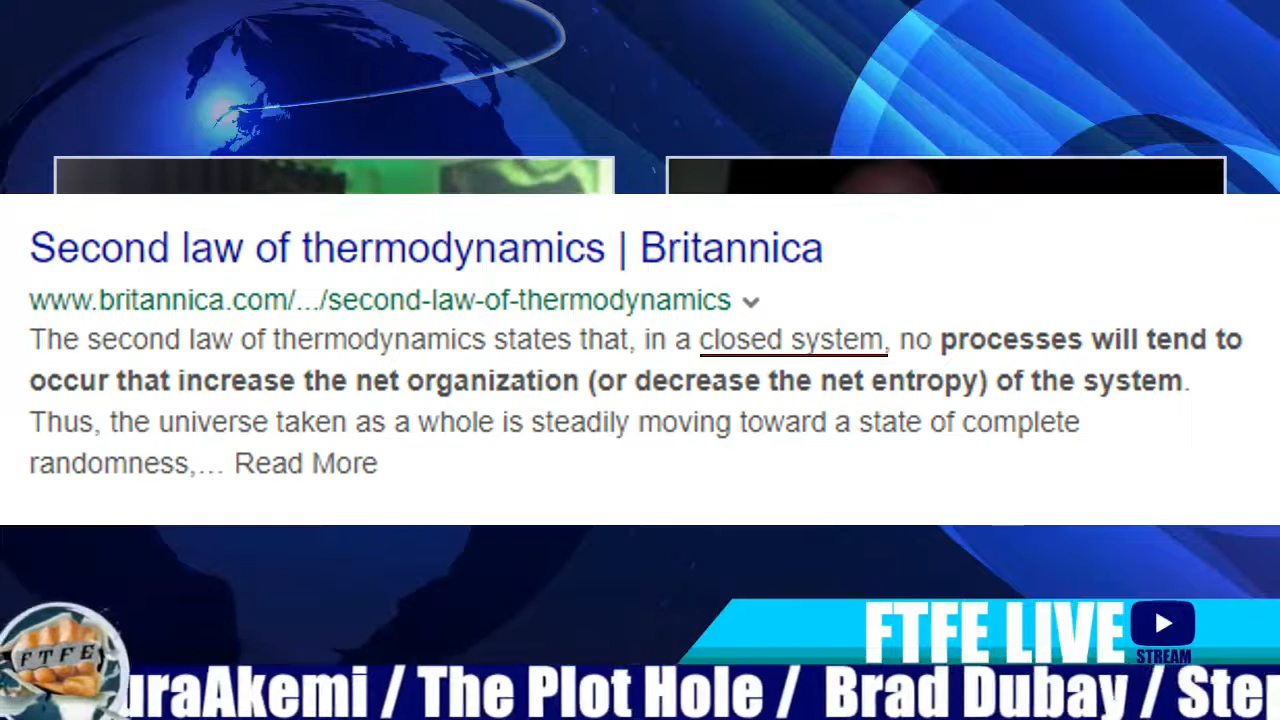 Second law of thermodynamics | Britannica
www.britannica.com/.../second-law-of-thermodynamics
The second law of thermodynamics states that, in a closed system, no processes will tend to
occur that increase the net organization (or decrease the net entropy) of the system.
Thus, the universe taken as a whole is steadily moving toward a state of complete
randomness,... Read More
FTFE LIVE
STREAM
FTFE
uraAkemi / The Plot Hole / Brad Dubay / Step